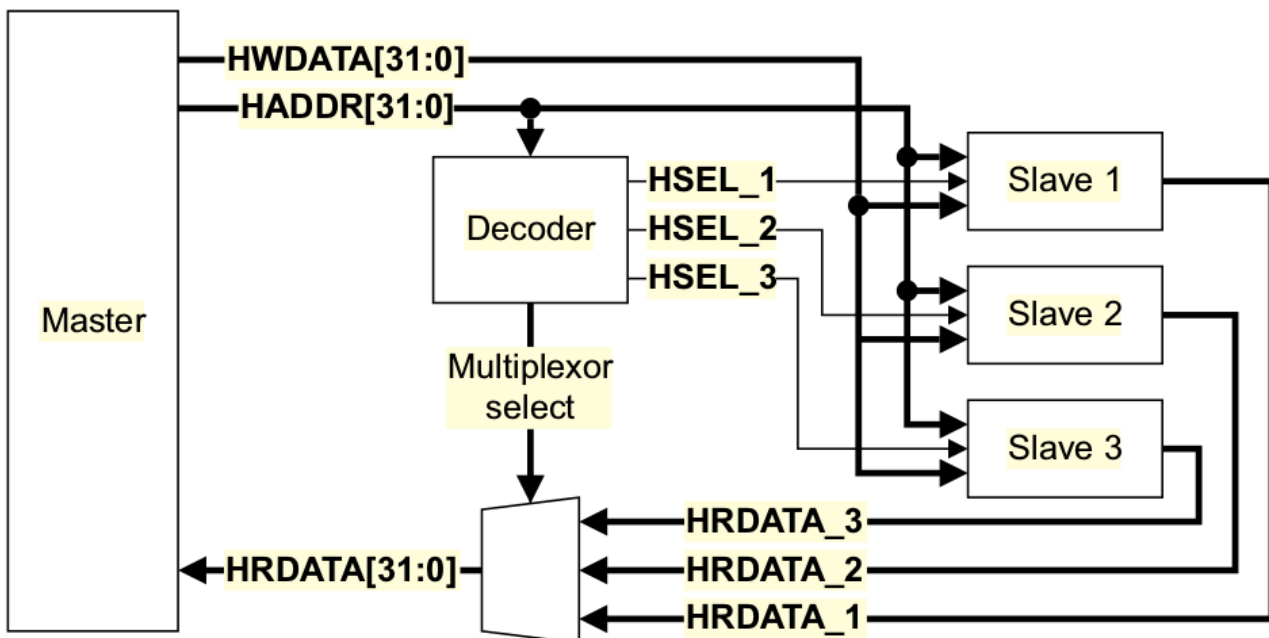 HWDATA[31:0]
HADDR[31:0]
Slave 1
HSEL_1
Decoder
HSEL_2
HSEL_3
Slave 2
Master
Multiplexor
select
Slave 3
HRDATA_3
HRDATA[31:0]
HRDATA_2
HRDATA_1